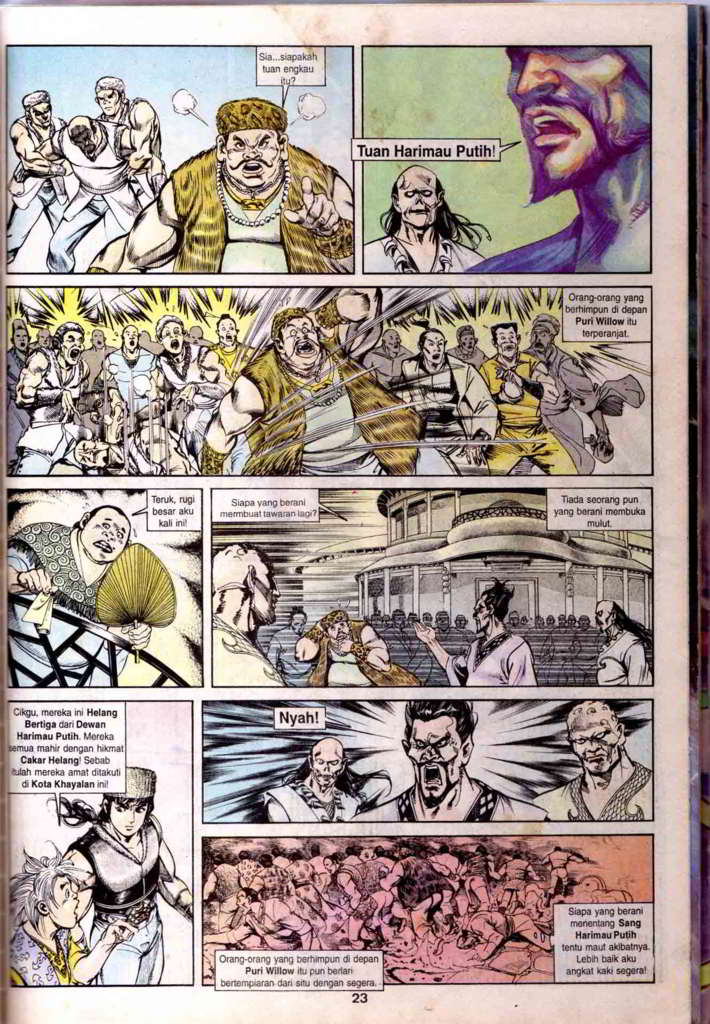 Sia...siapakah
tuan engkau
itu?
Tuan Harimau Putih!
Orang-orang yang
berhimpun di depan
Puri Willow itu
terperanjat.
Teruk, rugi
besar aku
kali ini!
Siapa yang berani
membuat tawaran lagi?
Tiada seorang pun
yang berani membuka
mulut.
Cikgu, mereka ini Helang
Bertiga dari Dewan
Harimau Putih. Mereka
semua mahir dengan hikmat
Cakar Helang! Sebab
itulah mereka amat ditakuti
di Kota Khayalan ini!
Nyah!
Orang-orang yang berhimpun di depan
Puri Willow itu pun berlari
bertempiaran dari situ dengan segera.
Siapa yang berani
menentang Sang
Harimau Putih
tentu maut akibatnya.
Lebih baik aku
angkat kaki segera!
23